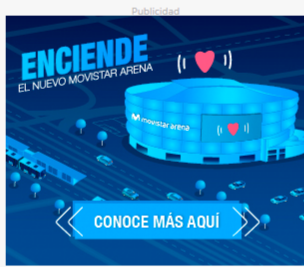 Publicidad
ENCIENDE
EL NUEVO MOVISTAR ARENA
movistar arena
CONOCE MÁS AQUÍ